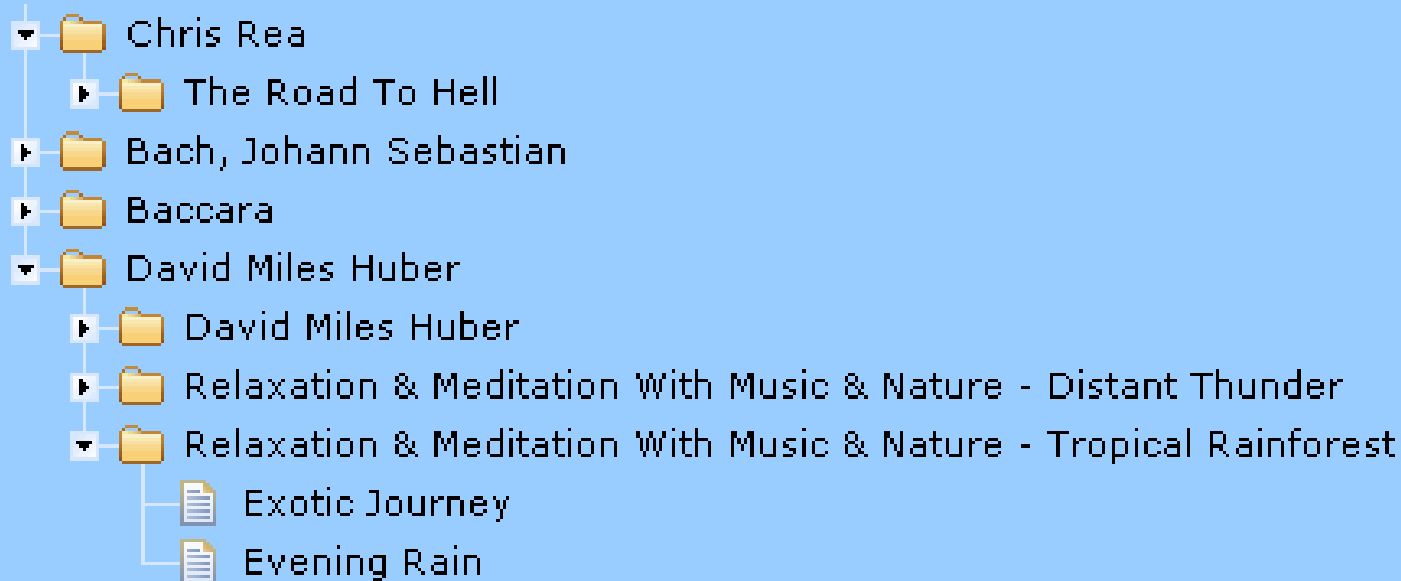 Chris Rea
The Road To Hell
Bach, Johann Sebastian
Baccara
David Miles Huber
David Miles Huber
Relaxation & Meditation With Music & Nature - Distant Thunder
Relaxation & Meditation With Music & Nature - Tropical Rainforest
Exotic Journey
Evening Rain